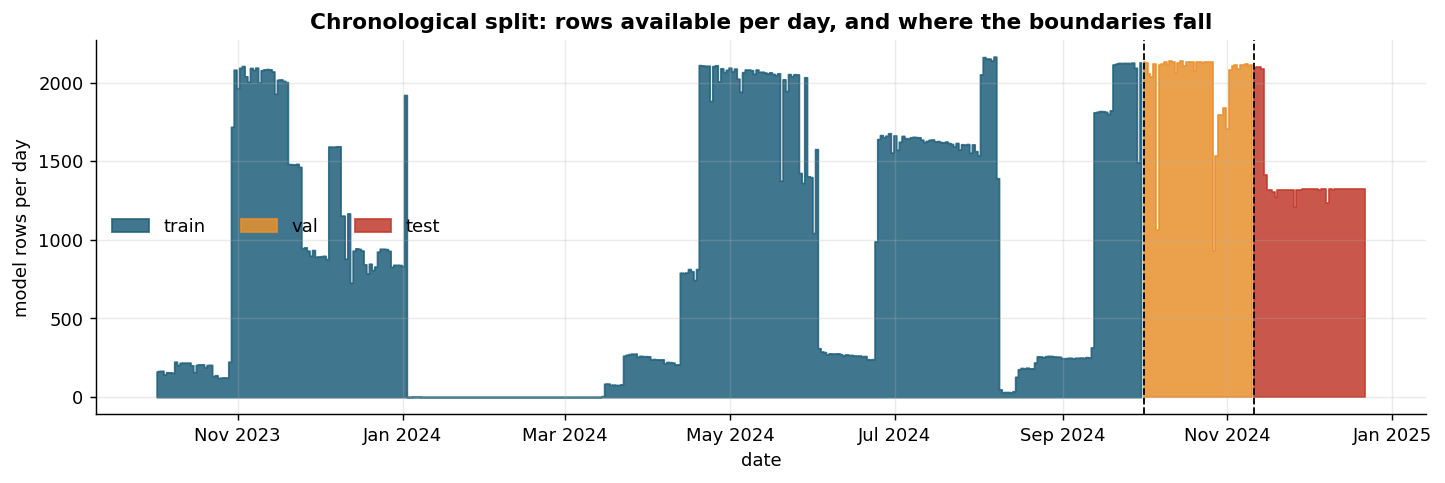 Chronological split: rows available per day, and where the boundaries fall
model rows per day
2000
1500
1000
500
0
train val test
Nov 2023 Jan 2024 Mar 2024 May 2024 Jul 2024 Sep 2024 Nov 2024 Jan 2025
date